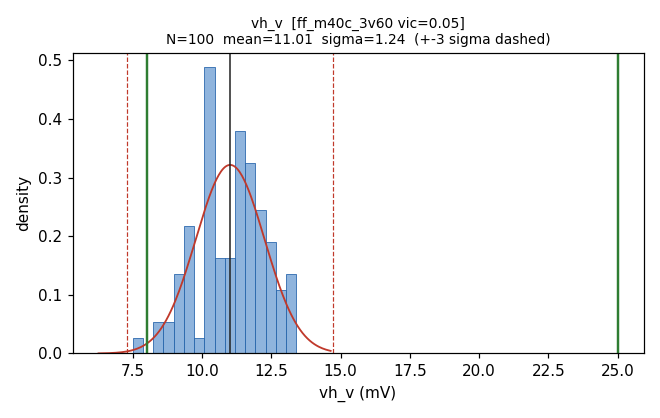 vh_v  [ff_m40c_3v60 vic=0.05]
N=100  mean=11.01  sigma=1.24  (+-3 sigma dashed)
0.5
0.4
0.3
0.2
0.1
0.0
density
7.5 10.0 12.5 15.0 17.5 20.0 22.5 25.0
vh_v (mV)